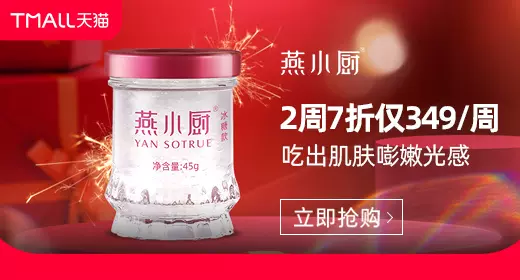 TMALL天猫
燕小厨®
2周7折仅349/周
吃出肌肤嘭嫩光感
立即抢购 >
燕小厨®
冰糖款
YAN SOTRUE
净含量:45g